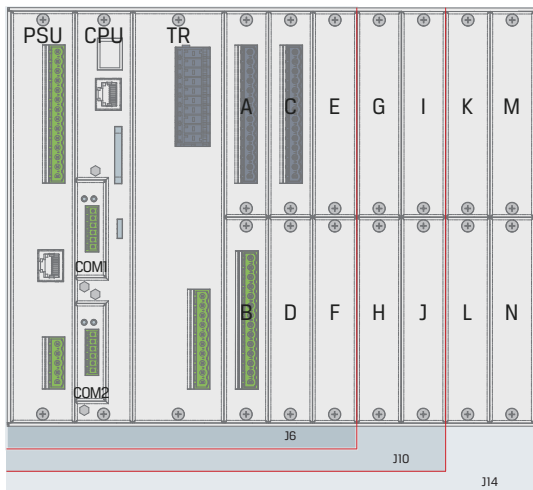 PSU CPU TR
A C E G I K M
COM1
B D F H J L N
COM2
J6
J10
J14